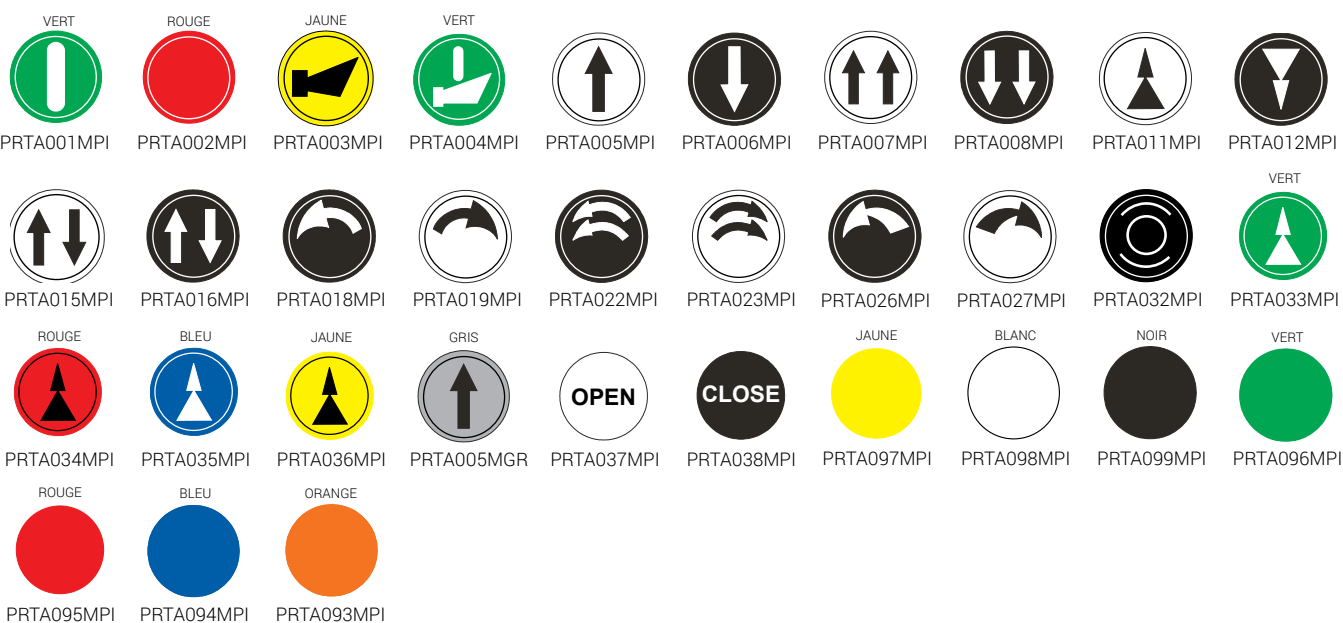 VERT ROUGE JAUNE VERT
PRTA001MPI PRTA002MPI PRTA003MPI PRTA004MPI PRTA005MPI PRTA006MPI PRTA007MPI PRTA008MPI PRTA011MPI PRTA012MPI
VERT
PRTA015MPI PRTA016MPI PRTA018MPI PRTA019MPI PRTA022MPI PRTA023MPI PRTA026MPI PRTA027MPI PRTA032MPI PRTA033MPI
ROUGE BLEU JAUNE GRIS JAUNE BLANC NOIR VERT
OPEN CLOSE
PRTA034MPI PRTA035MPI PRTA036MPI PRTA005MGR PRTA037MPI PRTA038MPI PRTA097MPI PRTA098MPI PRTA099MPI PRTA096MPI
ROUGE BLEU ORANGE
PRTA095MPI PRTA094MPI PRTA093MPI